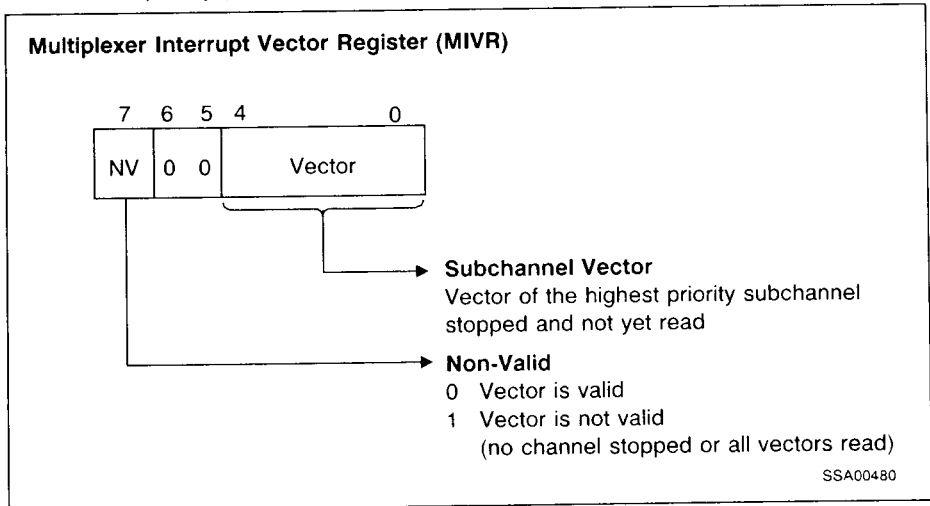 Multiplexer Interrupt Vector Register (MIVR)
7 6 5 4 0
NV 0 0 Vector
Subchannel Vector
Vector of the highest priority subchannel
stopped and not yet read
Non-Valid
0 Vector is valid
1 Vector is not valid
(no channel stopped or all vectors read)
SSA00480